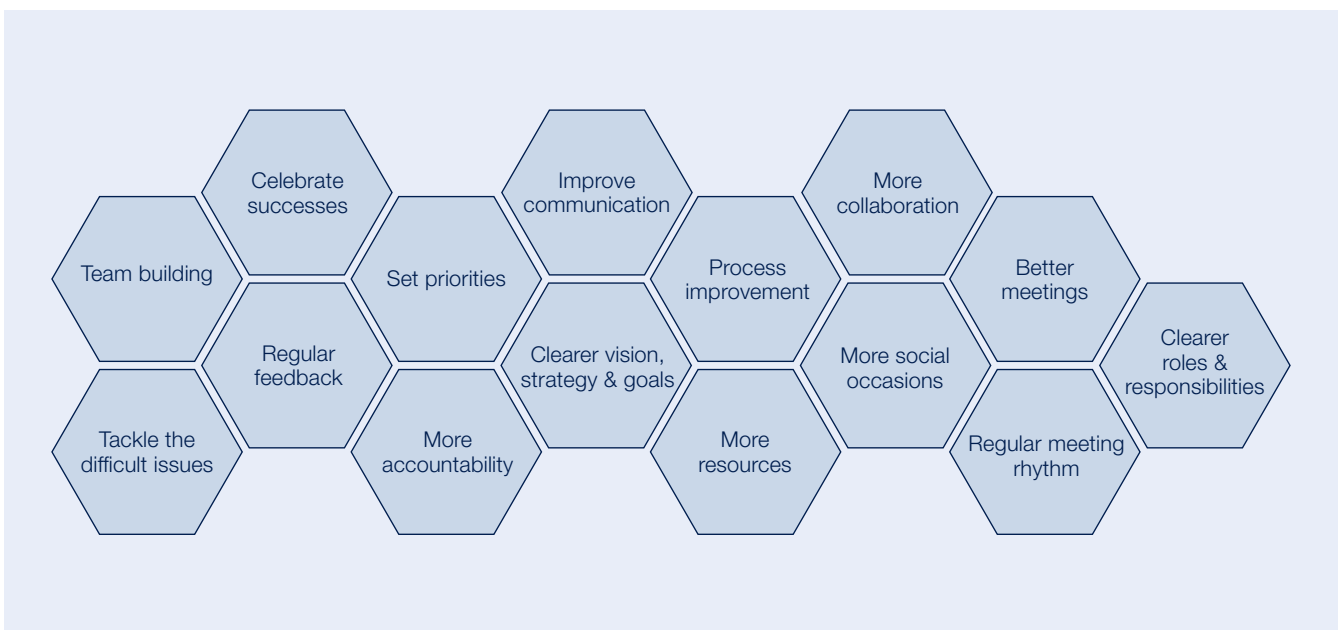 Celebrate
successes
Improve
communication
More
collaboration
Team building
Set priorities
Process
improvement
Better
meetings
Regular
feedback
Clearer vision,
strategy & goals
More social
occasions
Clearer
roles &
responsibilities
Tackle the
difficult issues
More
accountability
More
resources
Regular meeting
rhythm